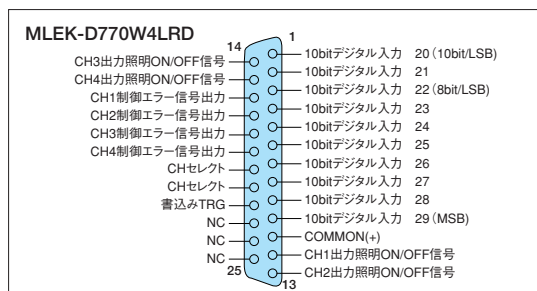 MLEK-D770W4LRD
14
1
CH3出力照明ON/OFF信号
CH4出力照明ON/OFF信号
CH1制御エラー信号出力
CH2制御エラー信号出力
CH3制御エラー信号出力
CH4制御エラー信号出力
CHセレクト
CHセレクト
書込みTRG
NC
NC
NC
25
10bitデジタル入力 20(10bit/LSB)
10bitデジタル入力 21
10bitデジタル入力 22(8bit/LSB)
10bitデジタル入力 23
10bitデジタル入力 24
10bitデジタル入力 25
10bitデジタル入力 26
10bitデジタル入力 27
10bitデジタル入力 28
10bitデジタル入力 29(MSB)
COMMON(+)
CH1出力照明ON/OFF信号
CH2出力照明ON/OFF信号
13